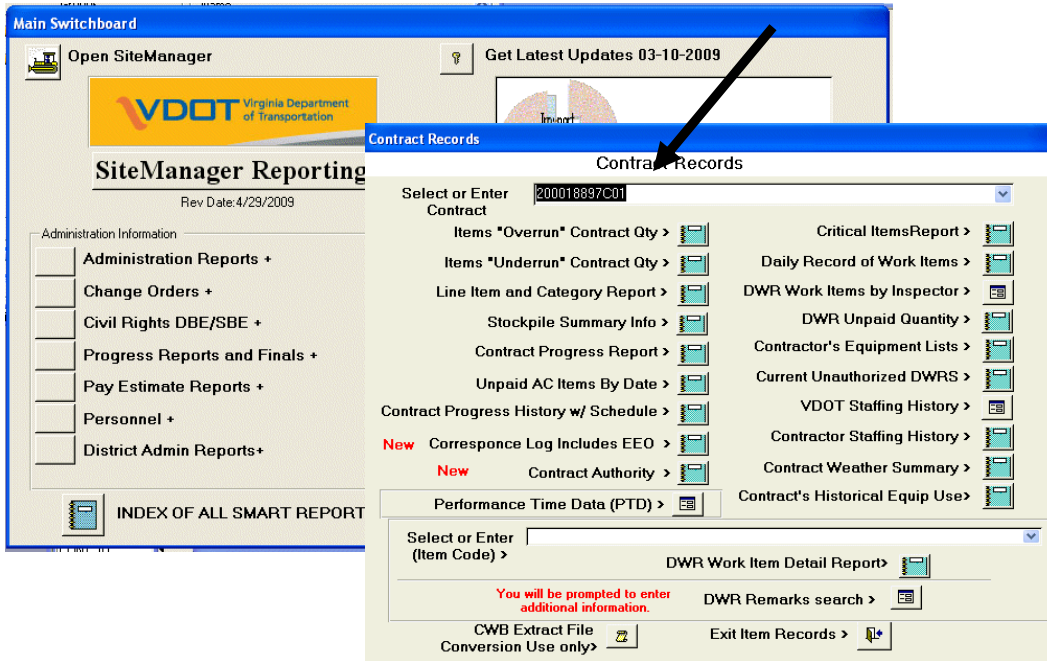 Main Switchboard
Open SiteManager
Get Latest Updates 03-10-2009
VDOT Virginia Department
of Transportation
SiteManager Reporting
Rev Date:4/29/2009
Administration Information
Administration Reports +
Change Orders +
Civil Rights DBE/SBE +
Progress Reports and Finals +
Pay Estimate Reports +
Personnel +
District Admin Reports+
INDEX OF ALL SMART REPORT
Contract Records
Contract Records
Select or Enter
Contract
200018897C01
Items "Overrun" Contract Qty >
Items "Underrun" Contract Qty >
Line Item and Category Report >
Stockpile Summary Info >
Contract Progress Report >
Unpaid AC Items By Date >
Contract Progress History w/ Schedule >
New Corresponce Log Includes EEO >
New Contract Authority >
Performance Time Data (PTD) >
Critical ItemsReport >
Daily Record of Work Items >
DWR Work Items by Inspector >
DWR Unpaid Quantity >
Contractor's Equipment Lists >
Current Unauthorized DWRS >
VDOT Staffing History >
Contractor Staffing History >
Contract Weather Summary >
Contract's Historical Equip Use>
Select or Enter
(Item Code) >
DWR Work Item Detail Report>
You will be prompted to enter
additional information.
DWR Remarks search >
CWB Extract File
Conversion Use only>
Exit Item Records >